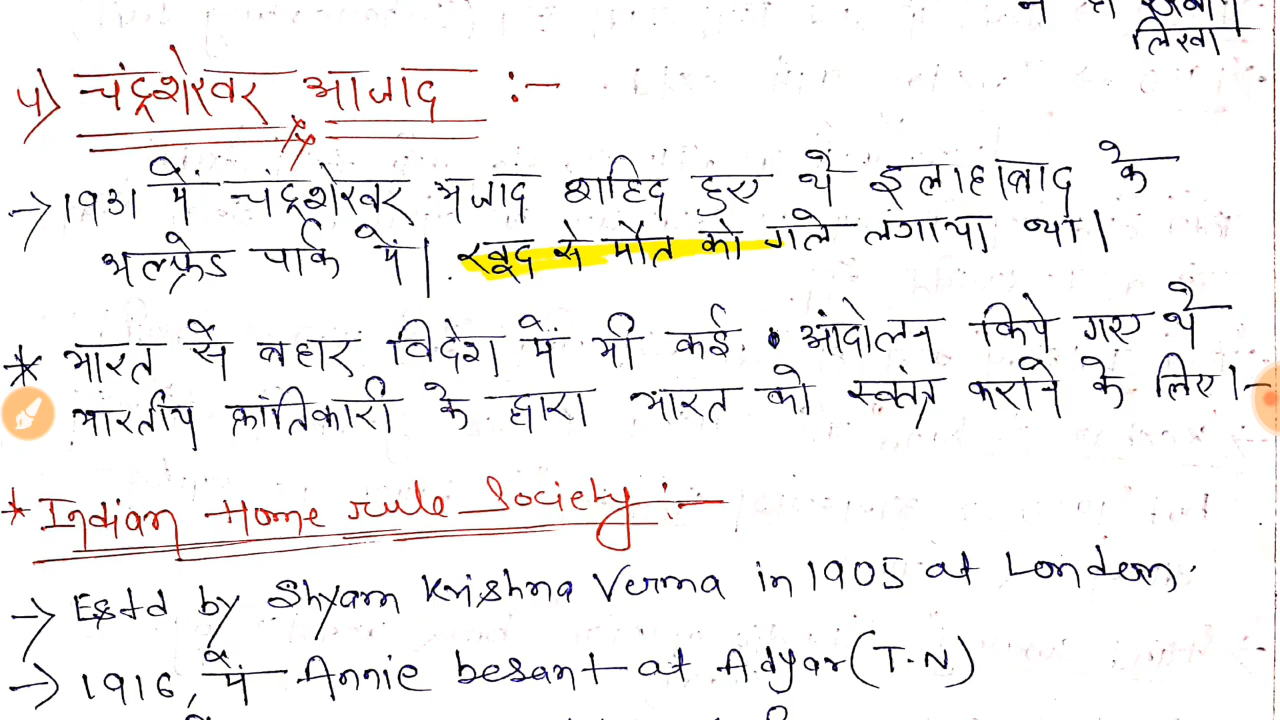 लिखा
५) चंद्रशेखर आजाद :-
→ 1931 में चंद्रशेखर अजाद शहिद हुए थे इलाहाबाद के
अल्फ्रेड पार्क में। खूद से मौत को गले लगाया था।
* भारत से बहार विदेश में भी कई आंदोलन किये गए थे
भारतीय क्रांतिकारी के द्वारा भारत को स्वतंत्र कराने के लिए।-
* Indian Home rule Society :-
→ Estd by Shyam Krishna Verma in 1905 at London.
→ 1916, में Annie besant at Adyar (T.N)